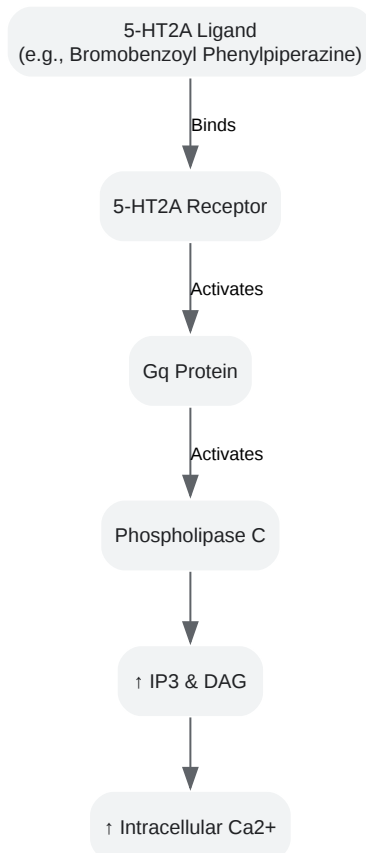 5-HT2A Ligand
(e.g., Bromobenzoyl Phenylpiperazine)
Binds
5-HT2A Receptor
Activates
Gq Protein
Activates
Phospholipase C
↑ IP3 & DAG
↑ Intracellular Ca2+